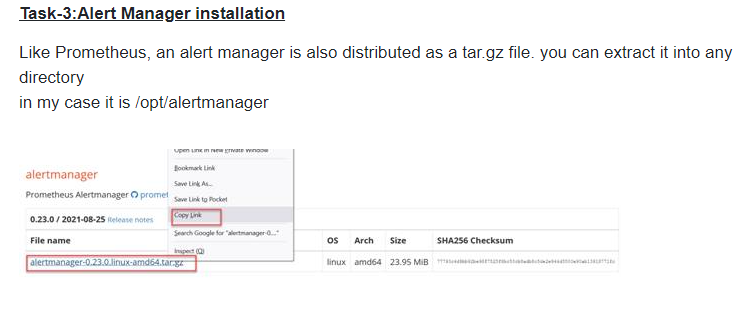 Task-3:Alert Manager installation
Like Prometheus, an alert manager is also distributed as a tar.gz file. you can extract it into any
directory
in my case it is /opt/alertmanager
Open Link in New Private Window
Bookmark Link
alertmanager
Save Link As...
Prometheus Alertmanager promet
Save Link to Pocket
Copy Link
0.23.0 / 2021-08-25 Release notes
Search Google for "alertmanager-0..."
File name OS Arch Size SHA256 Checksum
Inspect (Q)
alertmanager-0.23.0.linux-amd64.tar.gz linux amd64 23.95 MiB